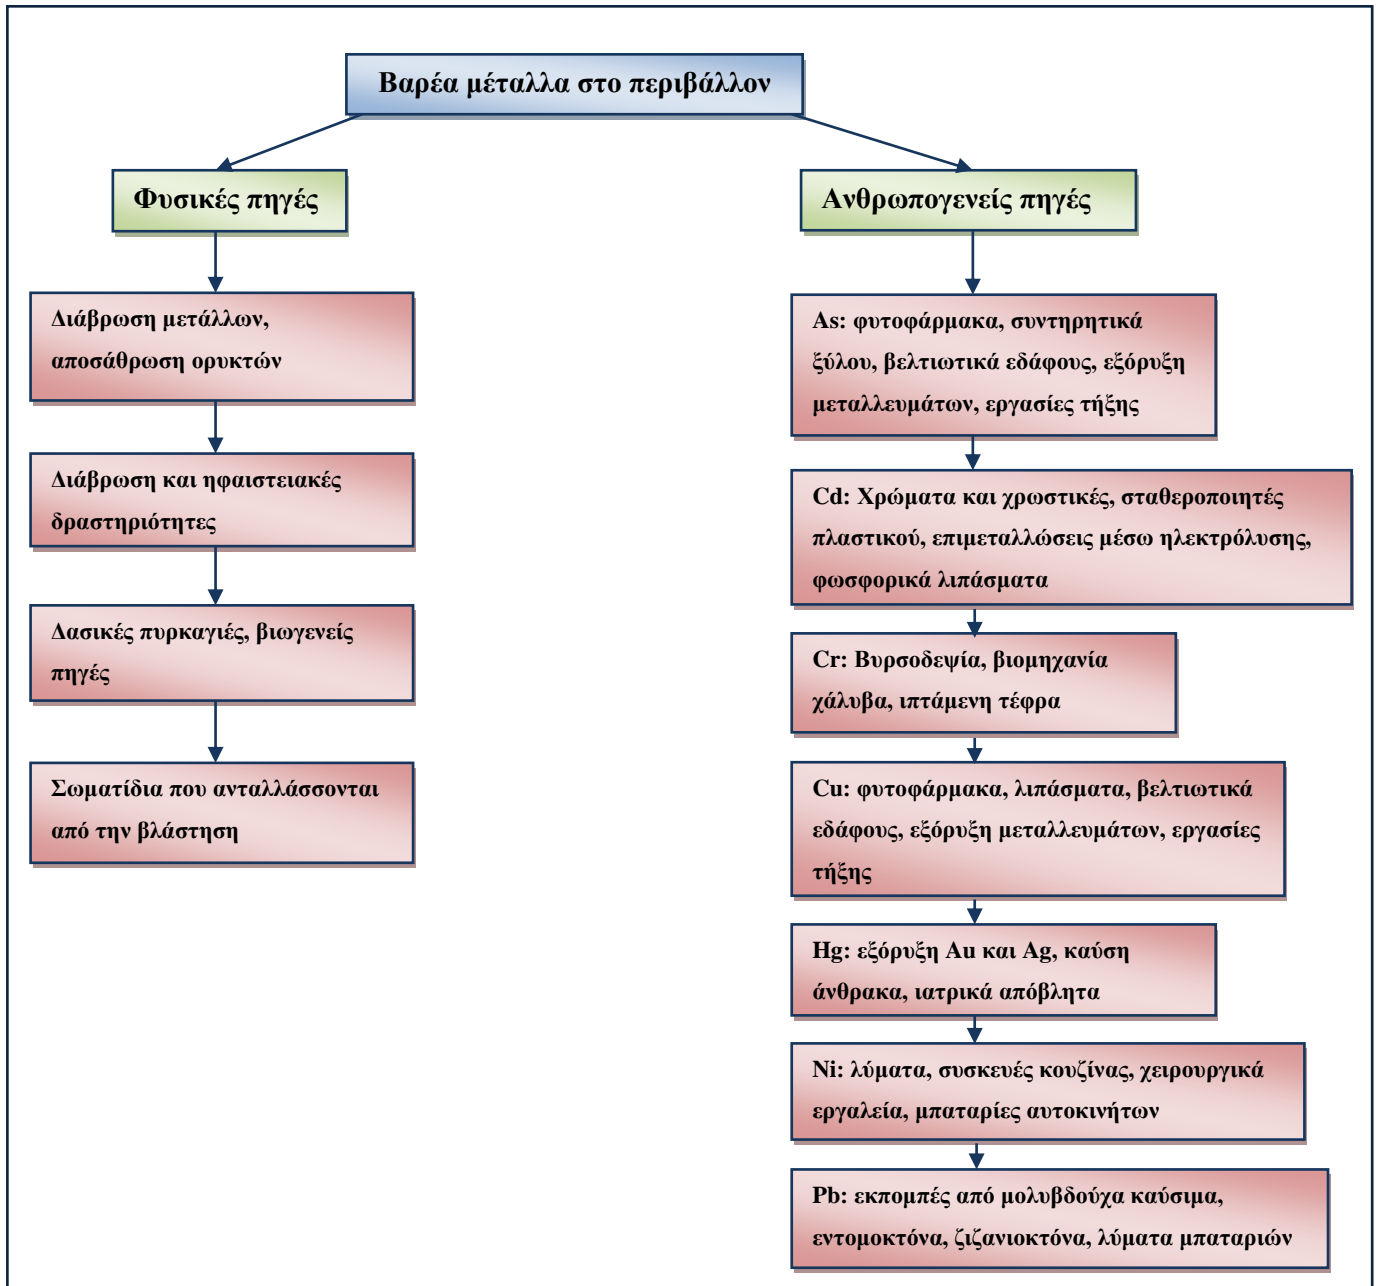 Βαρέα μέταλλα στο περιβάλλον
Φυσικές πηγές
Διάβρωση μετάλλων,
αποσάθρωση ορυκτών
Διάβρωση και ηφαιστειακές
δραστηριότητες
Δασικές πυρκαγιές, βιωγενείς
πηγές
Σωματίδια που ανταλλάσσονται
από την βλάστηση
Ανθρωπογενείς πηγές
As: φυτοφάρμακα, συντηρητικά
ξύλου, βελτιωτικά εδάφους, εξόρυξη
μεταλλευμάτων, εργασίες τήξης
Cd: Χρώματα και χρωστικές, σταθεροποιητές
πλαστικού, επιμεταλλώσεις μέσω ηλεκτρόλυσης,
φωσφορικά λιπάσματα
Cr: Βυρσοδεψία, βιομηχανία
χάλυβα, ιπτάμενη τέφρα
Cu: φυτοφάρμακα, λιπάσματα, βελτιωτικά
εδάφους, εξόρυξη μεταλλευμάτων, εργασίες
τήξης
Hg: εξόρυξη Au και Ag, καύση
άνθρακα, ιατρικά απόβλητα
Ni: λύματα, συσκευές κουζίνας, χειρουργικά
εργαλεία, μπαταρίες αυτοκινήτων
Pb: εκπομπές από μολυβδούχα καύσιμα,
εντομοκτόνα, ζιζανιοκτόνα, λύματα μπαταριών